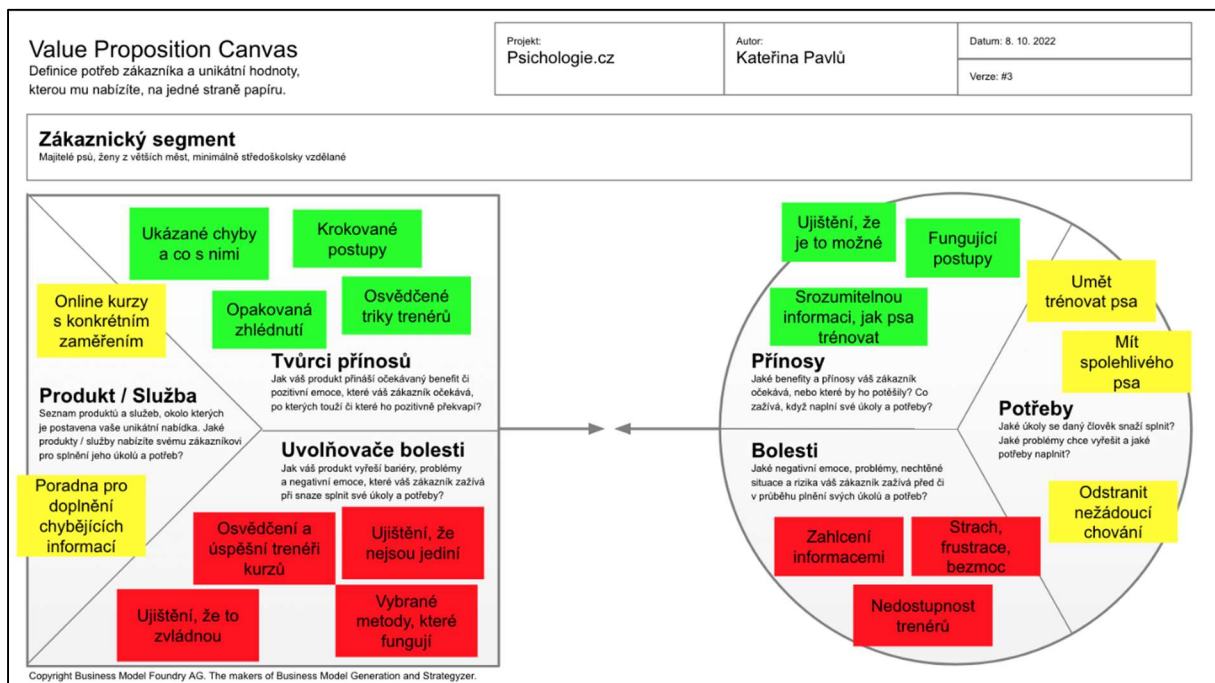 Value Proposition Canvas
Definice potřeb zákazníka a unikátní hodnoty,
kterou mu nabízíte, na jedné straně papíru.
Projekt:
Psichologie.cz
Autor:
Kateřina Pavlů
Datum: 8. 10. 2022
Verze: #3
Zákaznický segment
Majitelé psů, ženy z větších měst, minimálně středoškolsky vzdělané
Ukázané chyby
a co s nimi
Krokované
postupy
Online kurzy
s konkrétním
zaměřením
Opakovaná
zhlédnutí
Osvědčené
triky trenérů
Tvůrci přínosů
Jak váš produkt přináší očekávaný benefit či
pozitivní emoce, které váš zákazník očekává,
po kterých touží či které ho pozitivně překvapí?
Produkt / Služba
Seznam produktů a služeb, okolo kterých
je postavena vaše unikátní nabídka. Jaké
produkty / služby nabízíte svému zákazníkovi
pro splnění jeho úkolů a potřeb?
Uvolňovače bolesti
Jak váš produkt vyřeší bariéry, problémy
a negativní emoce, které váš zákazník zažívá
při snaze splnit své úkoly a potřeby?
Poradna pro
doplnění
chybějících
informací
Osvědčení a
úspěšní trenéři
kurzů
Ujištění, že
nejsou jediní
Ujištění, že to
zvládnou
Vybrané
metody, které
fungují
Ujištění, že
je to možné
Fungující
postupy
Srozumitelnou
informaci, jak psa
trénovat
Umět
trénovat psa
Mít
spolehlivého
psa
Přínosy
Jaké benefity a přínosy váš zákazník
očekává, nebo které by ho potěšily? Co
zažívá, když naplní své úkoly a potřeby?
Potřeby
Jaké úkoly se daný člověk snaží splnit?
Jaké problémy chce vyřešit a jaké
potřeby naplnit?
Bolesti
Jaké negativní emoce, problémy, nechtěné
situace a rizika váš zákazník zažívá před či
v průběhu plnění svých úkolů a potřeb?
Odstranit
nežádoucí
chování
Zahlcení
informacemi
Strach,
frustrace,
bezmoc
Nedostupnost
trenérů
Copyright Business Model Foundry AG. The makers of Business Model Generation and Strategyzer.